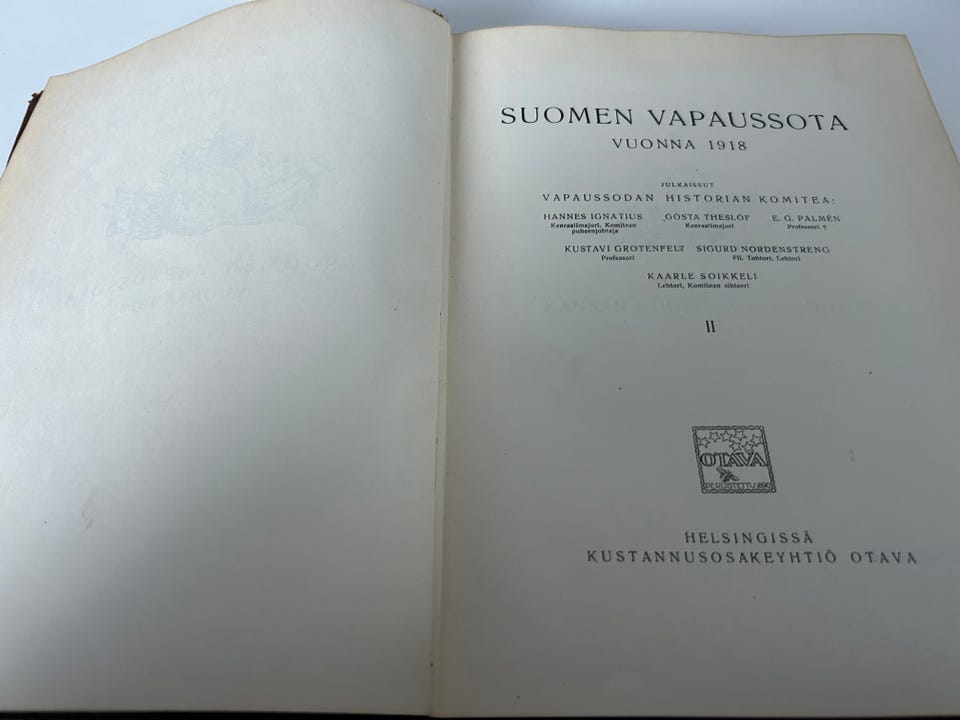 SUOMEN VAPAUSSOTA
VUONNA 1918
JULKAISSUT
VAPAUSSODAN HISTORIAN KOMITEA:
HANNES IGNATIUS GÖSTA THESLÖF E. G. PALMÉN
Kenraalimajuri, Komitean Kenraalimajuri Professori †
puheenjohtaja
KUSTAVI GROTENFELT SIGURD NORDENSTRENG
Professori Fil. Tohtori, Lehtori
KAARLE SOIKKELI
Lehtori, Komitean sihteeri
II
OTAVA
PERUSTETTU 1890
HELSINGISSÄ
KUSTANNUSOSAKEYHTIÖ OTAVA